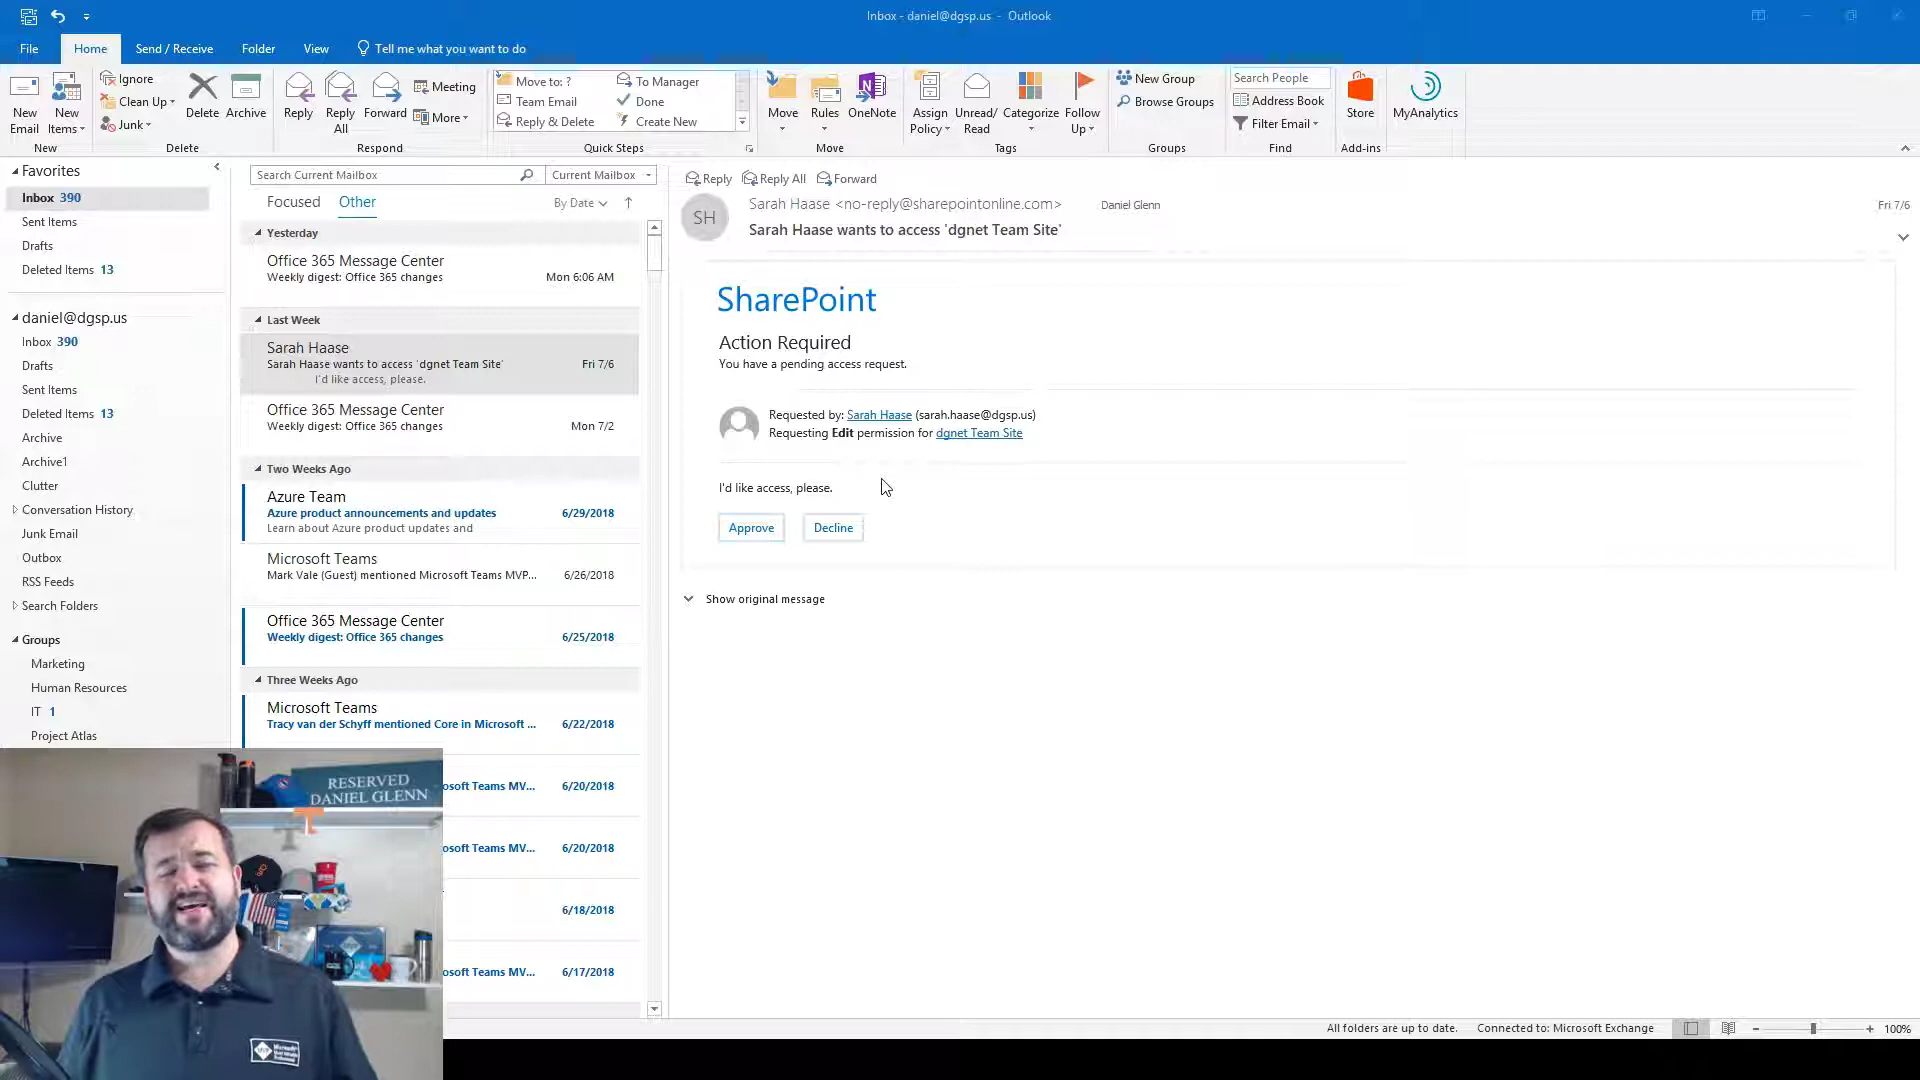 Inbox - daniel@dgsp.us - Outlook
File Home Send / Receive Folder View Tell me what you want to do
New Email
New Items
New
Ignore
Clean Up
Junk
Delete
Archive
Delete
Reply
Reply All
Forward
Meeting
More
Respond
Move to: ?
Team Email
Reply & Delete
To Manager
Done
Create New
Quick Steps
Move
Rules
OneNote
Move
Assign Policy
Unread/ Read
Categorize
Follow Up
Tags
New Group
Browse Groups
Groups
Search People
Address Book
Filter Email
Find
Store
Add-ins
MyAnalytics
Favorites
Inbox 390
Sent Items
Drafts
Deleted Items 13
daniel@dgsp.us
Inbox 390
Drafts
Sent Items
Deleted Items 13
Archive
Archive1
Clutter
Conversation History
Junk Email
Outbox
RSS Feeds
Search Folders
Groups
Marketing
Human Resources
IT 1
Project Atlas
Search Current Mailbox
Current Mailbox
Focused Other By Date
Yesterday
Office 365 Message Center
Weekly digest: Office 365 changes Mon 6:06 AM
Last Week
Sarah Haase
Sarah Haase wants to access 'dgnet Team Site' Fri 7/6
I'd like access, please.
Office 365 Message Center
Weekly digest: Office 365 changes Mon 7/2
Two Weeks Ago
Azure Team
Azure product announcements and updates 6/29/2018
Learn about Azure product updates and
Microsoft Teams
Mark Vale (Guest) mentioned Microsoft Teams MVP... 6/26/2018
Office 365 Message Center
Weekly digest: Office 365 changes 6/25/2018
Three Weeks Ago
Microsoft Teams
Tracy van der Schyff mentioned Core in Microsoft ... 6/22/2018
osoft Teams MV... 6/20/2018
osoft Teams MV... 6/20/2018
6/18/2018
osoft Teams MV... 6/17/2018
Reply Reply All Forward
SH
Sarah Haase <no-reply@sharepointonline.com> Daniel Glenn Fri 7/6
Sarah Haase wants to access 'dgnet Team Site'
SharePoint
Action Required
You have a pending access request.
Requested by: Sarah Haase (sarah.haase@dgsp.us)
Requesting Edit permission for dgnet Team Site
I'd like access, please.
Approve Decline
Show original message
RESERVED
DANIEL GLENN
Microsoft
All folders are up to date. Connected to: Microsoft Exchange 100%